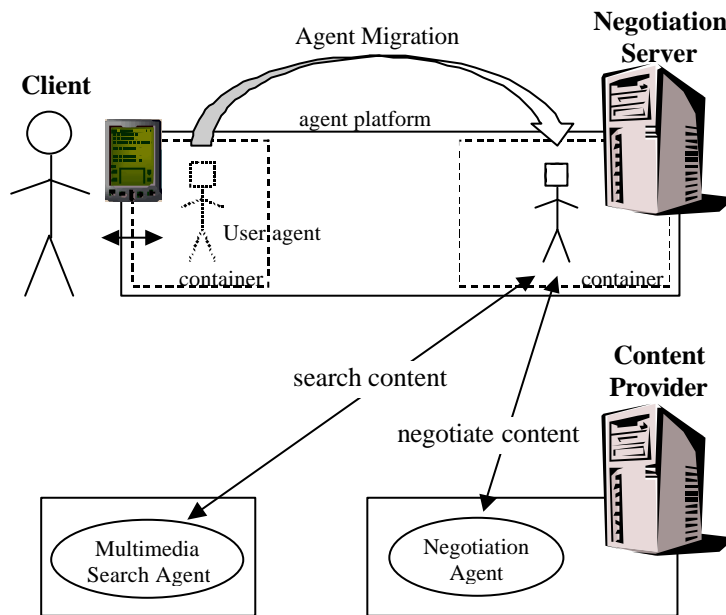 Agent Migration
Negotiation
Server
Client
agent platform
User agent
container
container
search content
Content
Provider
negotiate content
Multimedia
Search Agent
Negotiation
Agent